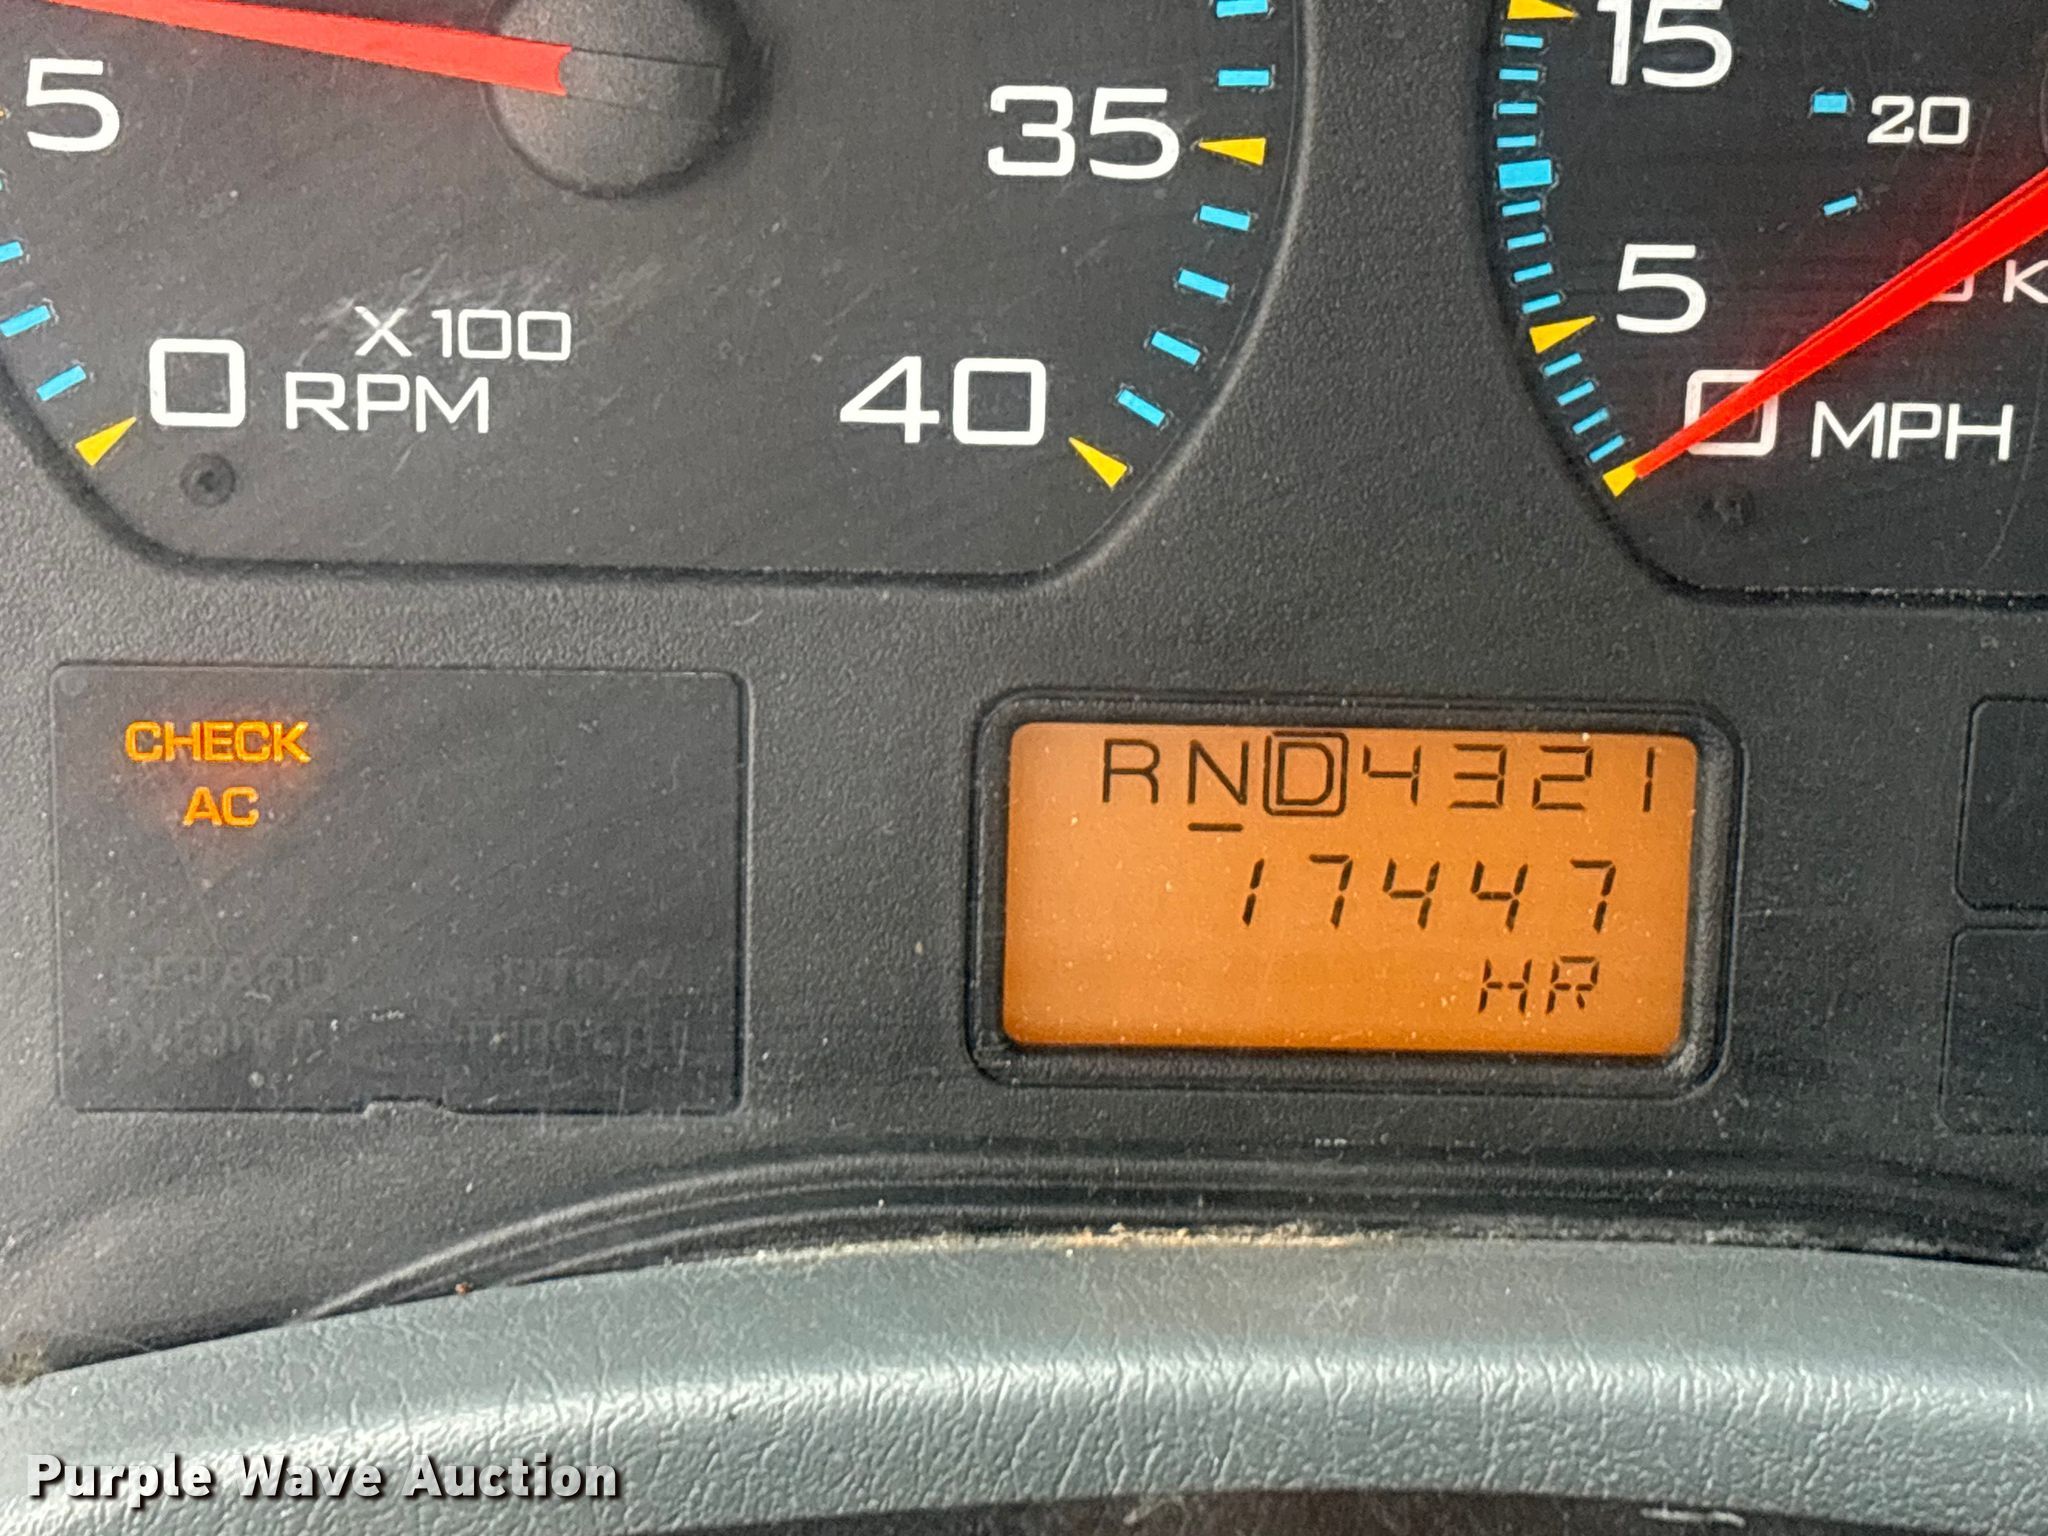 5
35
15
20
X100
0
RPM
40
5
K
0
MPH
CHECK
AC
RND4321
17447
HR
Purple Wave Auction